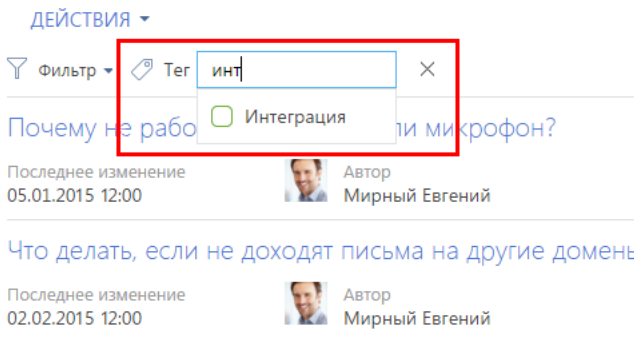 ДЕЙСТВИЯ
Фильтр Тег инт
Интеграция
Почему не рабо ли микрофон?
Последнее изменение Автор
05.01.2015 12:00 Мирный Евгений
Что делать, если не доходят письма на другие домены
Последнее изменение Автор
02.02.2015 12:00 Мирный Евгений